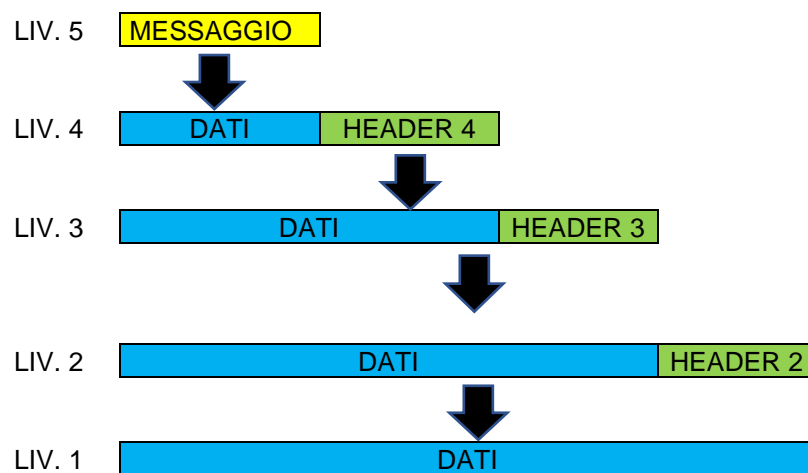 LIV. 5 MESSAGGIO
LIV. 4 DATI HEADER 4
LIV. 3 DATI HEADER 3
LIV. 2 DATI HEADER 2
LIV. 1 DATI